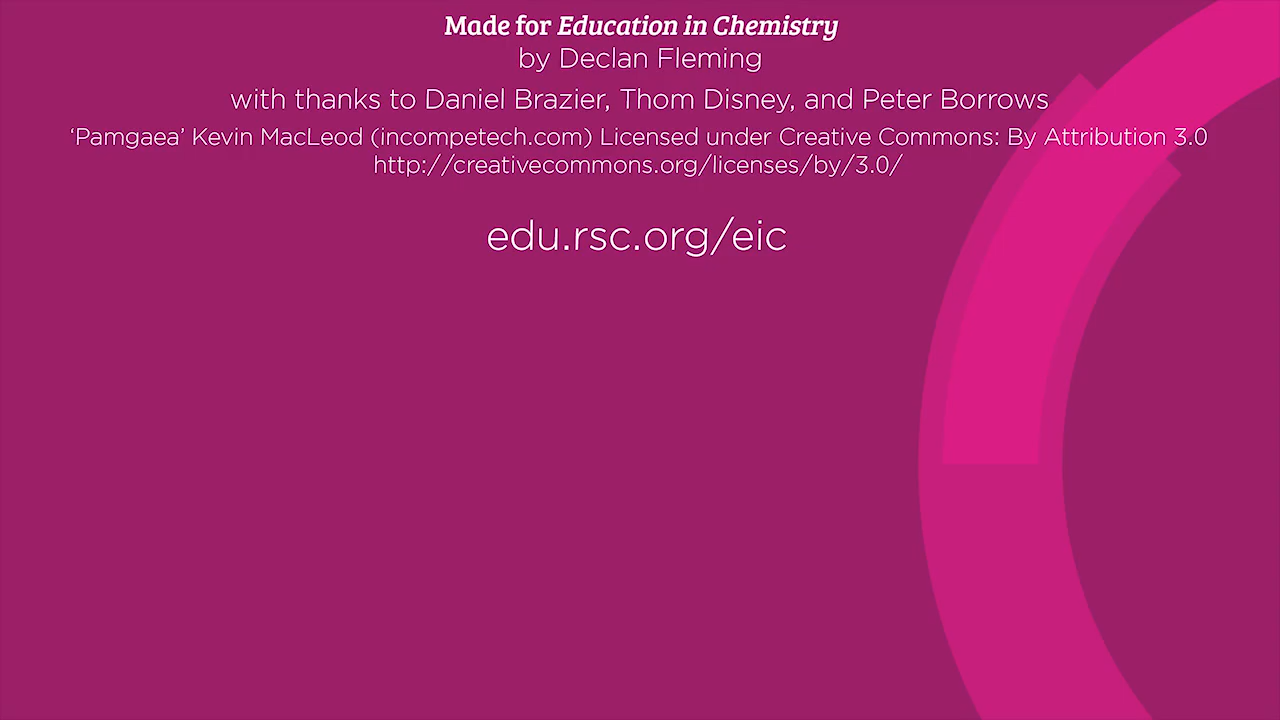 Made for Education in Chemistry
by Declan Fleming
with thanks to Daniel Brazier, Thom Disney, and Peter Borrows
‘Pamgaea’ Kevin MacLeod (incompetech.com) Licensed under Creative Commons: By Attribution 3.0
http://creativecommons.org/licenses/by/3.0/
edu.rsc.org/eic